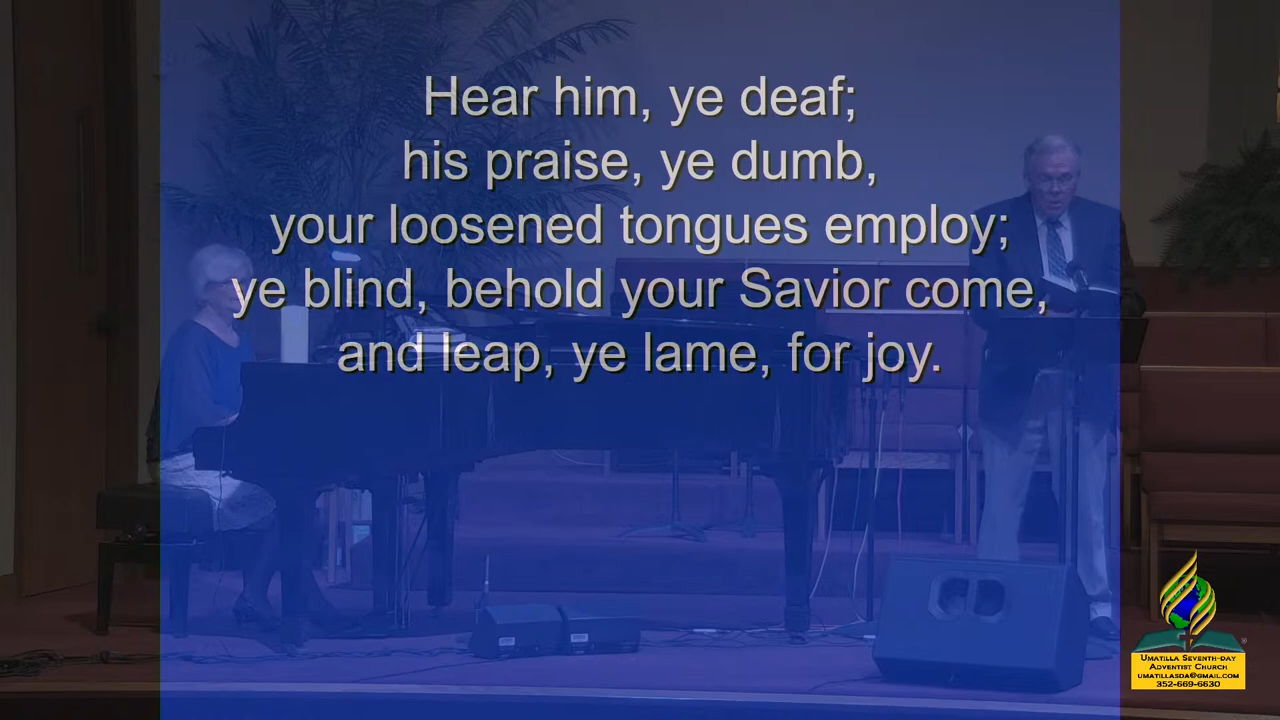 Hear him, ye deaf;
his praise, ye dumb,
your loosened tongues employ;
ye blind, behold your Savior come,
and leap, ye lame, for joy.
UMATILLA SEVENTH-DAY
ADVENTIST CHURCH
UMATILLASDA@GMAIL.COM
352-669-6630